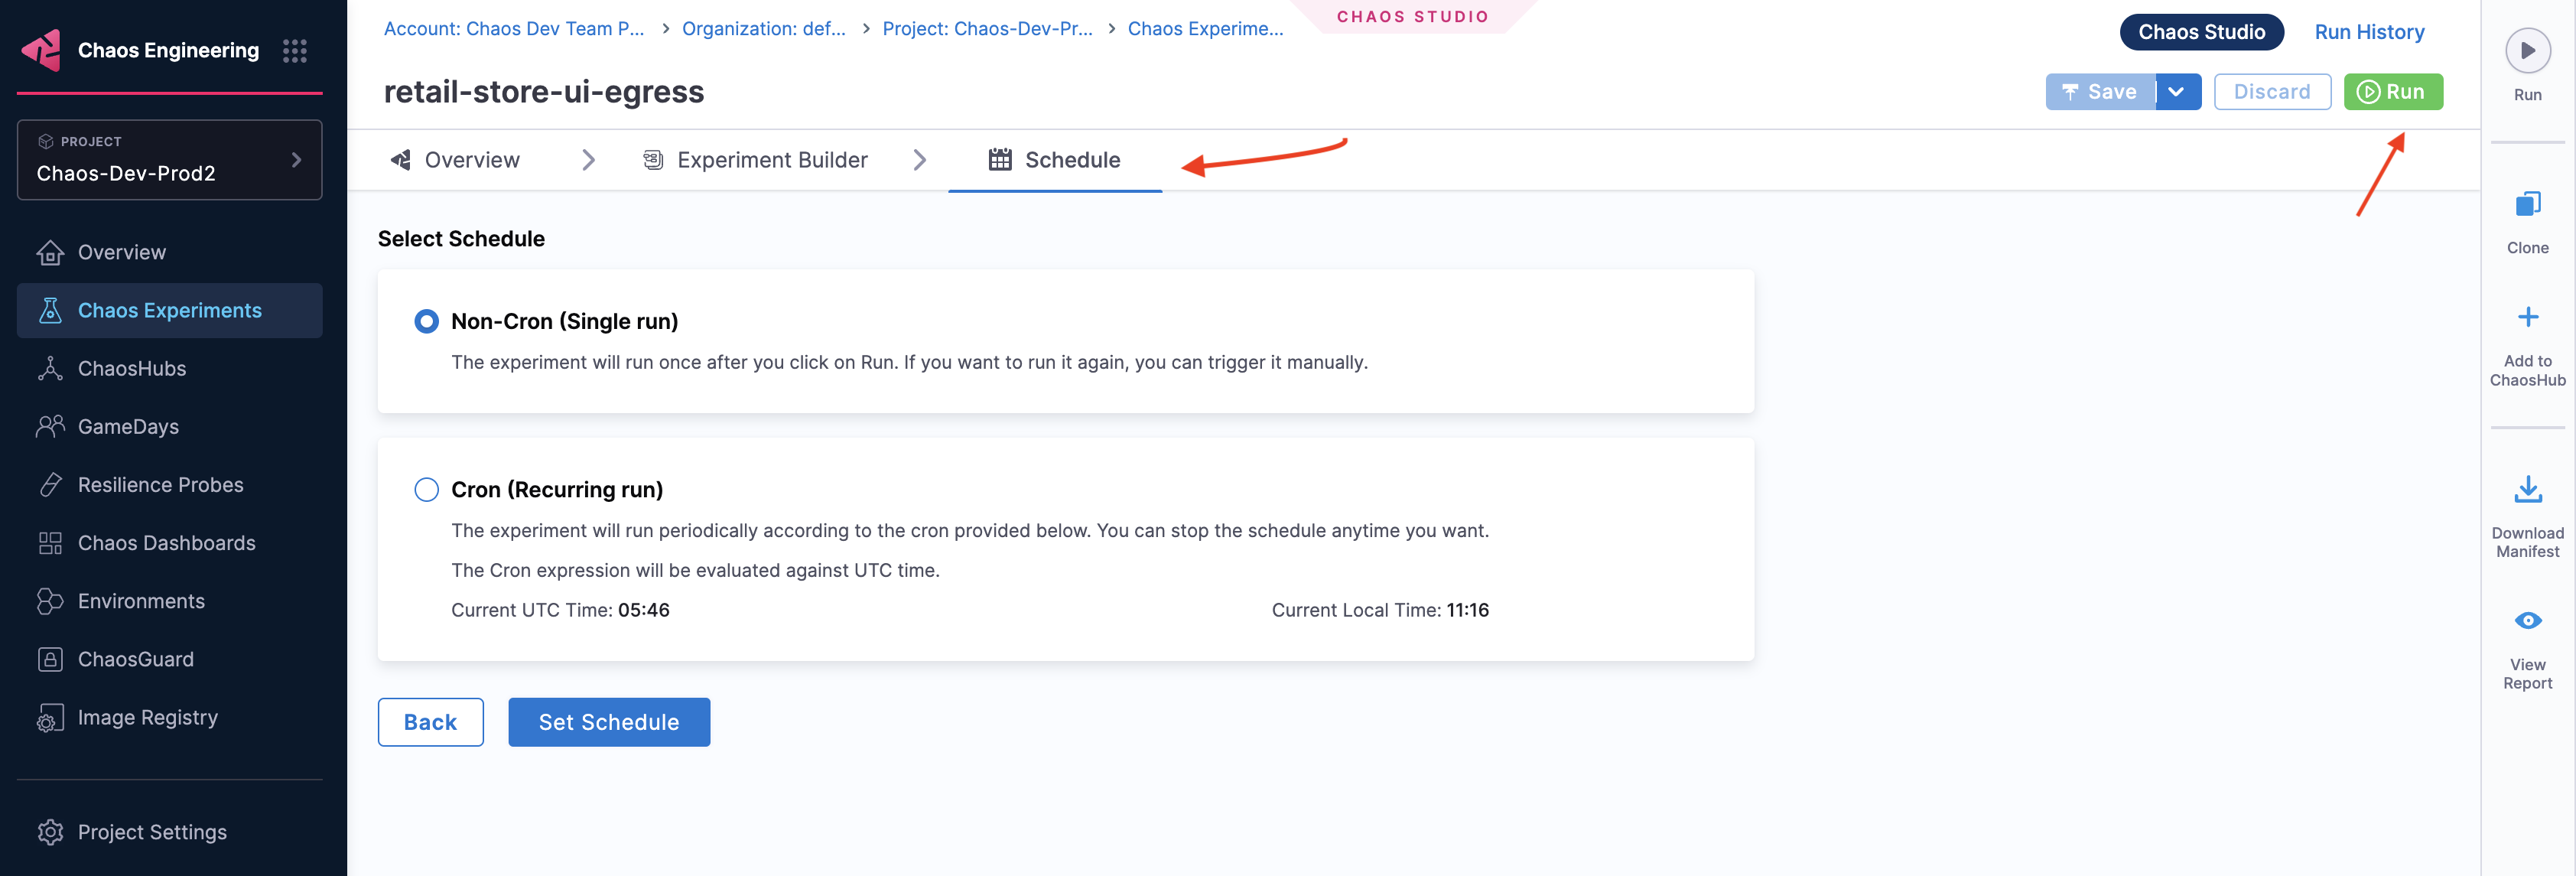 Chaos Engineering
PROJECT
Chaos-Dev-Prod2
Overview
Chaos Experiments
ChaosHubs
GameDays
Resilience Probes
Chaos Dashboards
Environments
ChaosGuard
Image Registry
Project Settings
Account: Chaos Dev Team P... > Organization: def... > Project: Chaos-Dev-Pr... > Chaos Experime...
CHAOS STUDIO
Chaos Studio Run History
retail-store-ui-egress
Save Discard Run
Overview Experiment Builder Schedule
Select Schedule
Non-Cron (Single run)
The experiment will run once after you click on Run. If you want to run it again, you can trigger it manually.
Cron (Recurring run)
The experiment will run periodically according to the cron provided below. You can stop the schedule anytime you want.
The Cron expression will be evaluated against UTC time.
Current UTC Time: 05:46 Current Local Time: 11:16
Back Set Schedule
Run
Clone
Add to
ChaosHub
Download
Manifest
View
Report